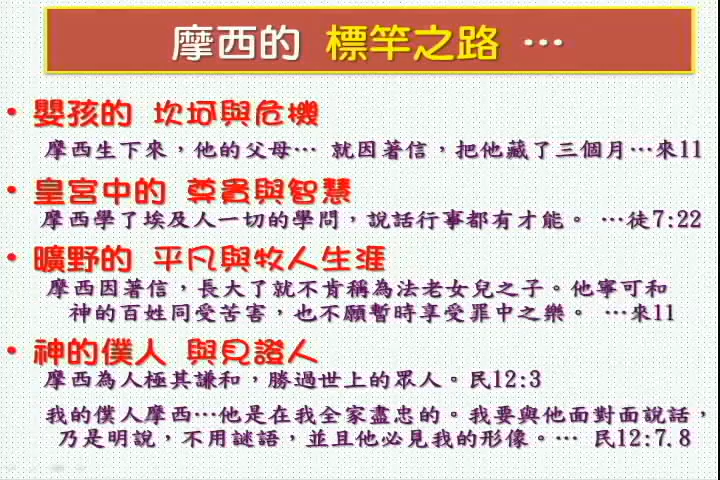 摩西的 標竿之路 …
• 嬰孩的 坎坷與危機
摩西生下來，他的父母… 就因著信，把他藏了三個月…來11
• 皇宮中的 尊貴與智慧
摩西學了埃及人一切的學問，說話行事都有才能。 …徒7:22
• 曠野的 平凡與牧人生涯
摩西因著信，長大了就不肯稱為法老女兒之子。他寧可和
神的百姓同受苦害，也不願暫時享受罪中之樂。 …來11
• 神的僕人 與見證人
摩西為人極其謙和，勝過世上的眾人。民12:3
我的僕人摩西…他是在我全家盡忠的。我要與他面對面說話，
乃是明說，不用謎語，並且他必見我的形像。… 民12:7.8